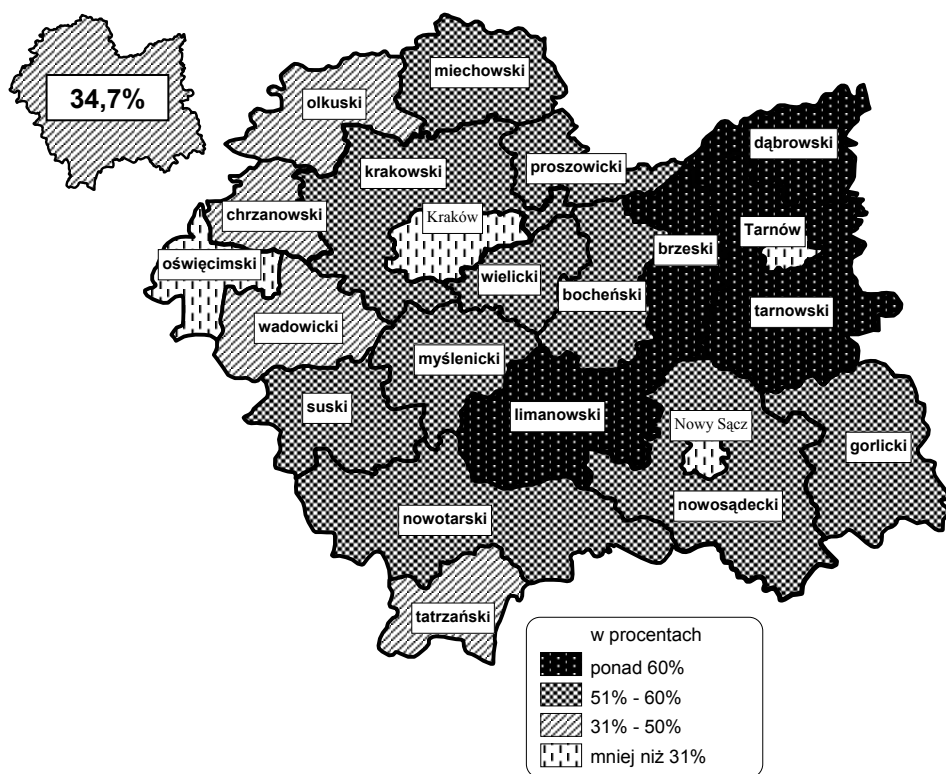 34,7%
miechowski
olkuski
dąbrowski
krakowski
proszowicki
chrzanowski
Kraków
Tarnów
oświęcimski
brzeski
wielicki
bocheński
tarnowski
wadowicki
myślenicki
suski
limanowski
Nowy Sącz
gorlicki
nowotarski
nowosądecki
tatrzański
w procentach
ponad 60%
51% - 60%
31% - 50%
mniej niż 31%